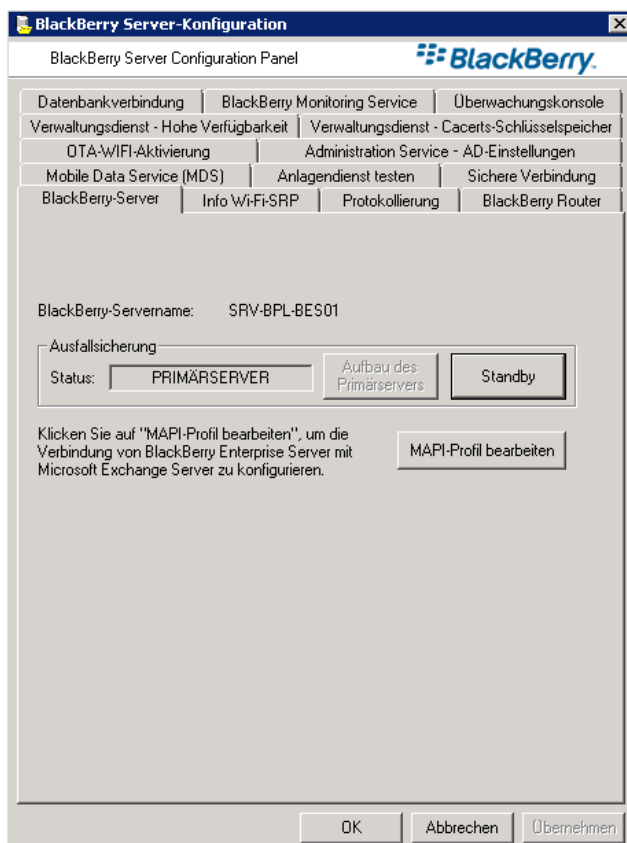 BlackBerry Server-Konfiguration
BlackBerry Server Configuration Panel
BlackBerry.
Datenbankverbindung
BlackBerry Monitoring Service
Überwachungskonsole
Verwaltungsdienst - Hohe Verfügbarkeit
Verwaltungsdienst - Cacerts-Schlüsselspeicher
OTA-WIFI-Aktivierung
Administration Service - AD-Einstellungen
Mobile Data Service (MDS)
Anlagendienst testen
Sichere Verbindung
BlackBerry-Server
Info Wi-Fi-SRP
Protokollierung
BlackBerry Router
BlackBerry-Servername: SRV-BPL-BES01
Ausfallsicherung
Status: PRIMÄRSERVER
Aufbau des
Primärservers
Standby
Klicken Sie auf "MAPI-Profil bearbeiten", um die
Verbindung von BlackBerry Enterprise Server mit
Microsoft Exchange Server zu konfigurieren.
MAPI-Profil bearbeiten
OK
Abbrechen
Übernehmen